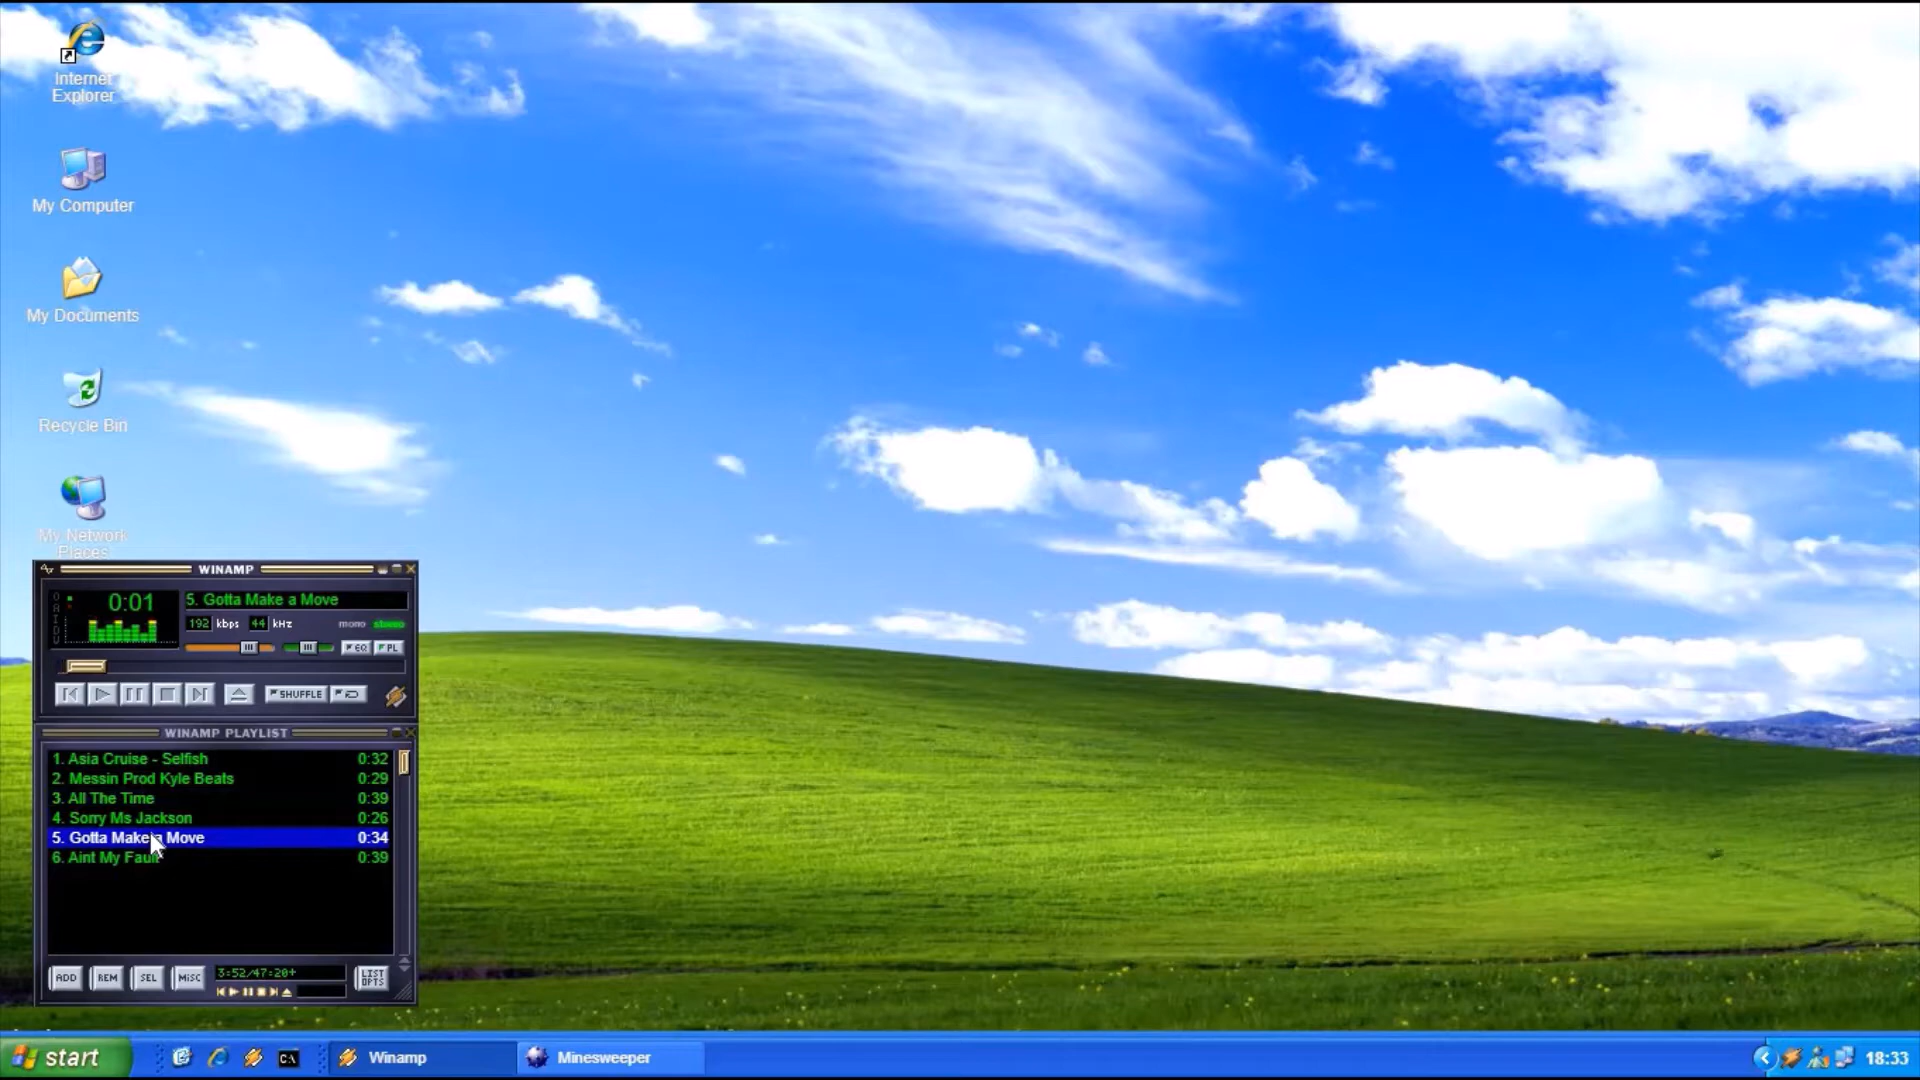 Internet
Explorer
My Computer
My Documents
Recycle Bin
My Network
Places
WINAMP
0:01
5. Gotta Make a Move
192 kbps 44 kHz mono stereo
EQ PL
SHUFFLE
WINAMP PLAYLIST
1. Asia Cruise - Selfish 0:32
2. Messin Prod Kyle Beats 0:29
3. All The Time 0:39
4. Sorry Ms Jackson 0:26
5. Gotta Make a Move 0:34
6. Aint My Fault 0:39
ADD REM SEL MISC 3:52/47:20+ LIST
OPTS
start C:\ Winamp Minesweeper 18:33